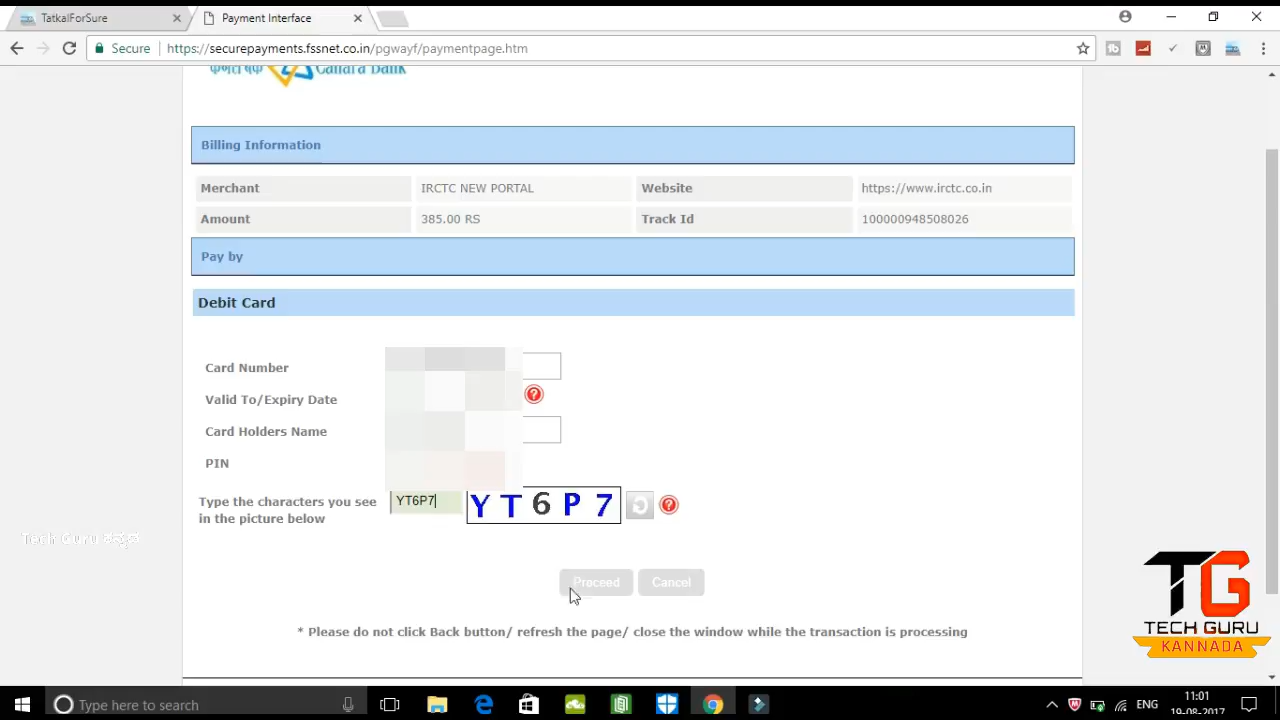 TatkalForSure
Payment Interface
Secure
https://securepayments.fssnet.co.in/pgwayf/paymentpage.htm
Billing Information
Merchant IRCTC NEW PORTAL Website https://www.irctc.co.in
Amount 385.00 RS Track Id 100000948508026
Pay by
Debit Card
Card Number
Valid To/Expiry Date
Card Holders Name
PIN
Type the characters you see
in the picture below
YT6P7
Y T 6 P 7
Proceed Cancel
* Please do not click Back button/ refresh the page/ close the window while the transaction is processing
Tech Guru
TG
TECH GURU
KANNADA
Type here to search
ENG
11:01
19-08-2017